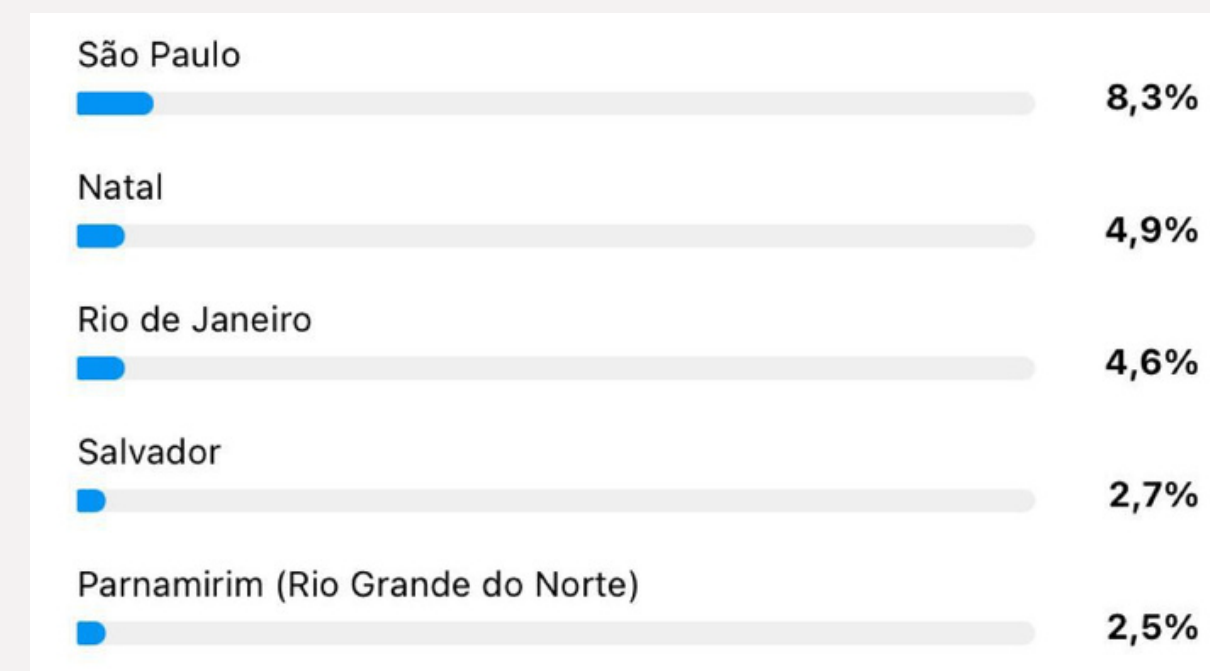 São Paulo
8,3%
Natal
4,9%
Rio de Janeiro
4,6%
Salvador
2,7%
Parnamirim (Rio Grande do Norte)
2,5%